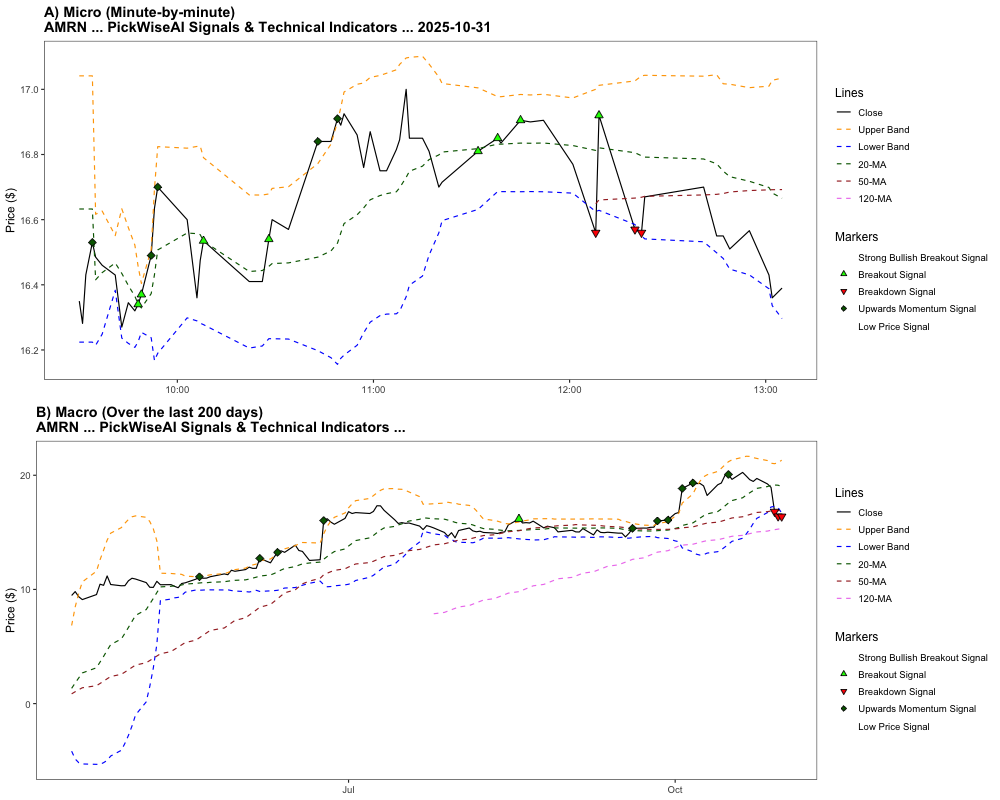 A) Micro (Minute-by-minute)
AMRN ... PickWiseAI Signals & Technical Indicators ... 2025-10-31
Price ($)
17.0
16.8
16.6
16.4
16.2
10:00
11:00
12:00
13:00
Lines
Close
Upper Band
Lower Band
20-MA
50-MA
120-MA
Markers
Strong Bullish Breakout Signal
Breakout Signal
Breakdown Signal
Upwards Momentum Signal
Low Price Signal
B) Macro (Over the last 200 days)
AMRN ... PickWiseAI Signals & Technical Indicators ...
Price ($)
20
10
0
Jul
Oct
Lines
Close
Upper Band
Lower Band
20-MA
50-MA
120-MA
Markers
Strong Bullish Breakout Signal
Breakout Signal
Breakdown Signal
Upwards Momentum Signal
Low Price Signal